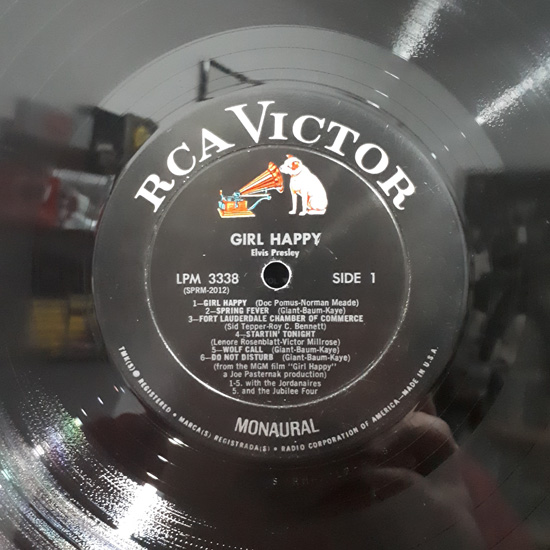 RCA VICTOR
GIRL HAPPY
Elvis Presley
LPM 3338 SIDE 1
(SPRM-2012)
1—GIRL HAPPY (Doc Pomus-Norman Meade)
2—SPRING FEVER (Giant-Baum-Kaye)
3—FORT LAUDERDALE CHAMBER OF COMMERCE
(Sid Tepper-Roy C. Bennett)
4—STARTIN' TONIGHT
(Lenore Rosenblatt-Victor Millrose)
5—WOLF CALL (Giant-Baum-Kaye)
6—DO NOT DISTURB (Giant-Baum-Kaye)
(from the MGM film "Girl Happy"
a Joe Pasternak production)
1-5. with the Jordanaires
5. and the Jubilee Four
MONAURAL
TMK(S) ® REGISTERED • MARCA(S) REGISTRADA(S) • RADIO CORPORATION OF AMERICA—MADE IN U.S.A.